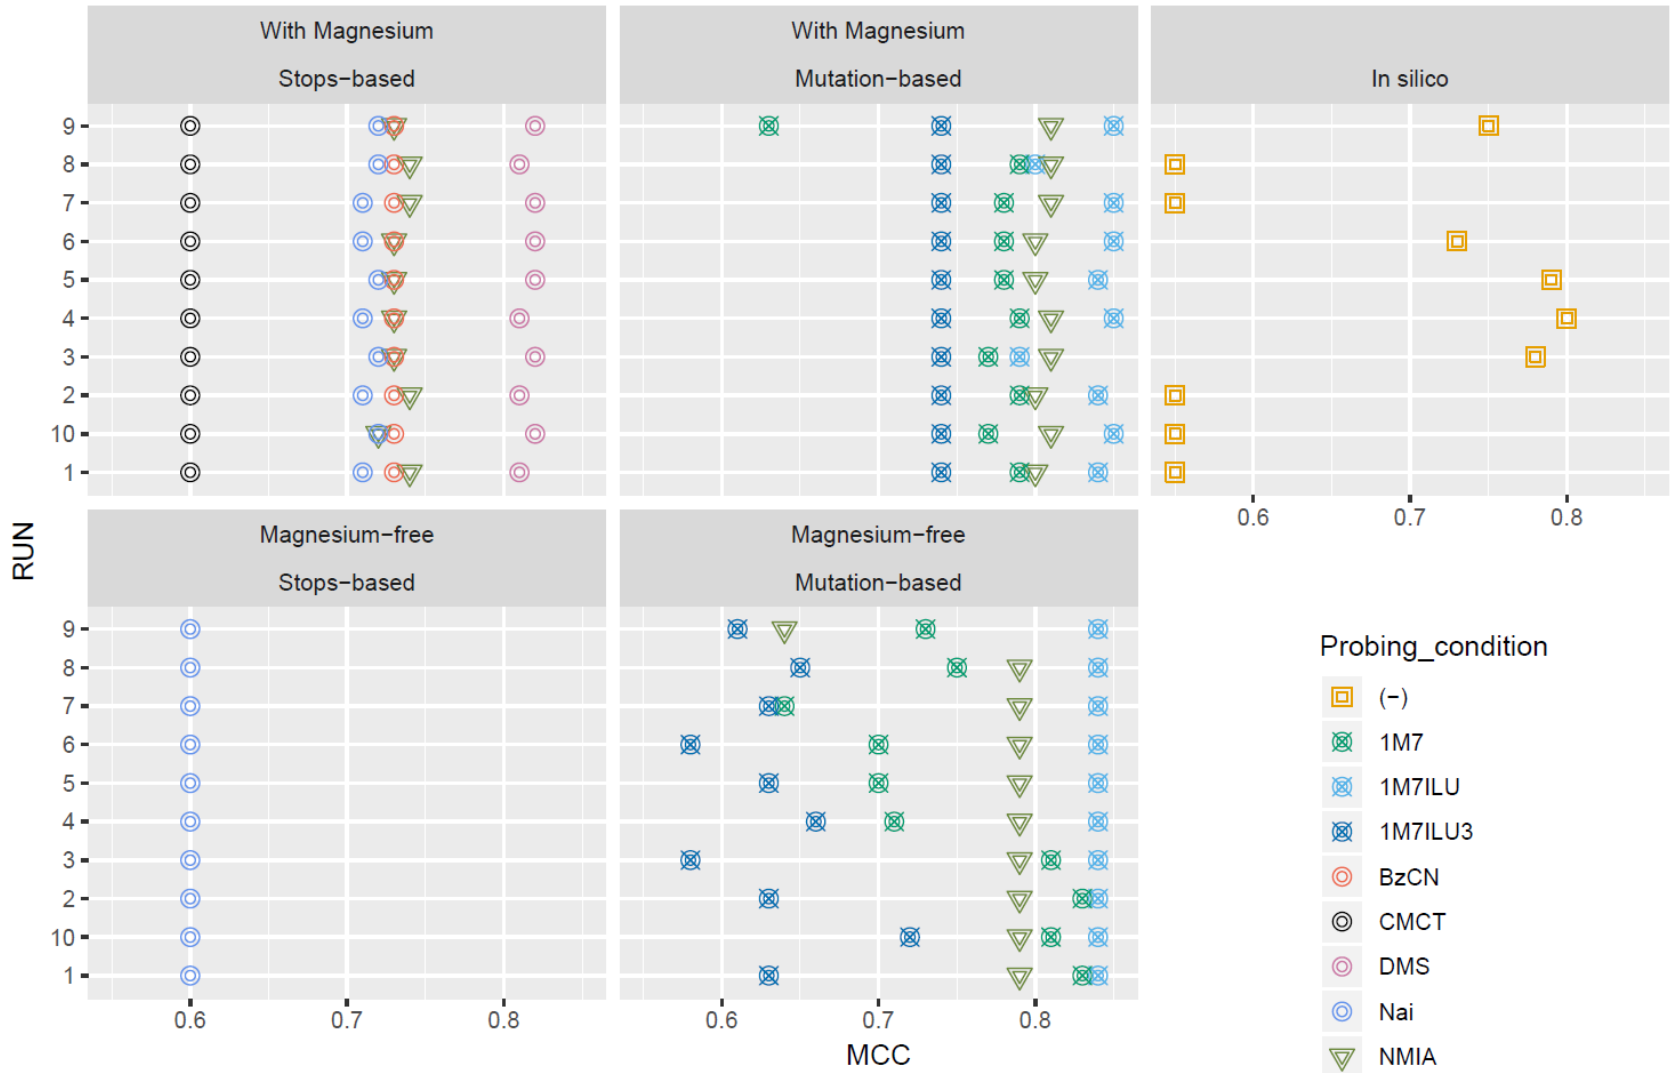 With Magnesium
Stops−based
With Magnesium
Mutation−based
In silico
9
8
7
6
5
4
3
2
10
1
0.6 0.7 0.8
RUN
Magnesium−free
Stops−based
Magnesium−free
Mutation−based
9
8
7
6
5
4
3
2
10
1
0.6 0.7 0.8
0.6 0.7 0.8
MCC
Probing_condition
(−)
1M7
1M7ILU
1M7ILU3
BzCN
CMCT
DMS
Nai
NMIA